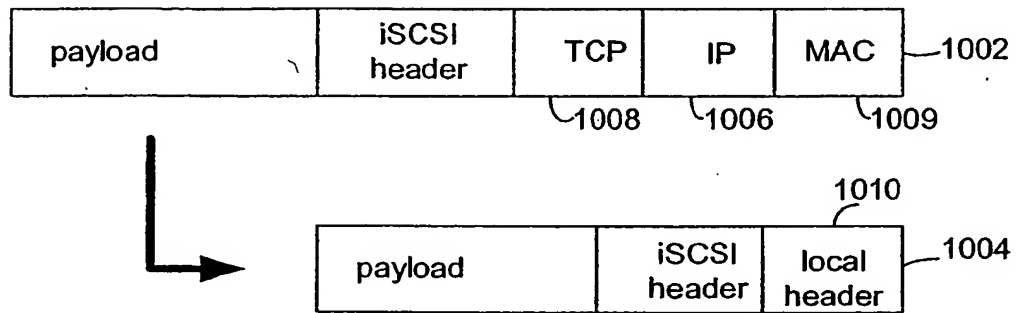 payload
iSCSI
header
TCP
IP
MAC
1002
1008
1006
1009
1010
payload
iSCSI
header
local
header
1004